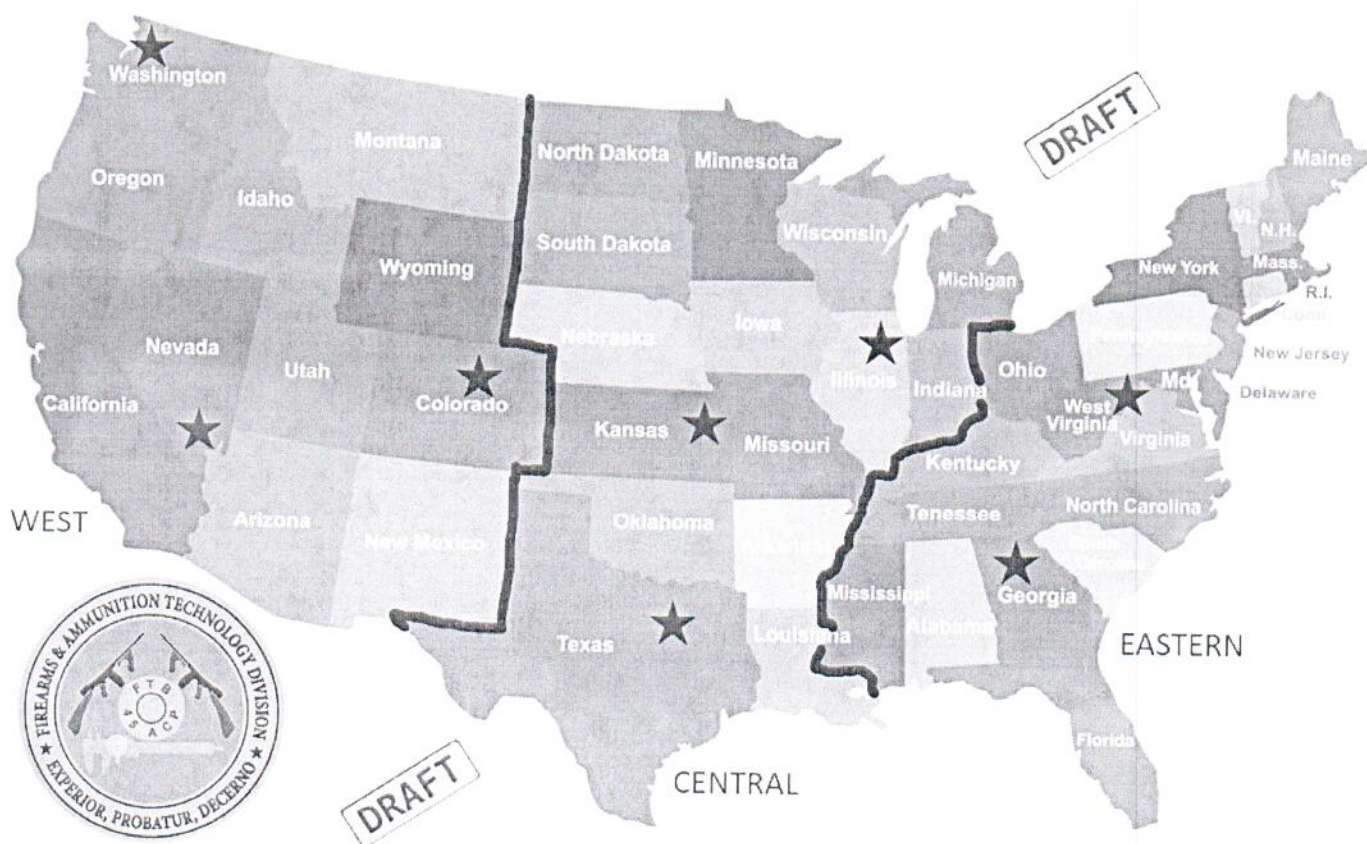 Washington
Montana
North Dakota
Minnesota
DRAFT
Maine
Oregon
Idaho
Vt.
N.H.
Wyoming
South Dakota
Wisconsin
Michigan
New York
Mass.
R.I.
Conn.
Nevada
Utah
Nebraska
Iowa
Illinois
Indiana
Ohio
Pennsylvania
New Jersey
California
Colorado
Kansas
Missouri
West
Virginia
Md.
Delaware
Virginia
Kentucky
WEST
Arizona
New Mexico
Oklahoma
Tenessee
North Carolina
Mississippi
Alabama
Georgia
Texas
Louisiana
EASTERN
Florida
CENTRAL
DRAFT
FIREARMS & AMMUNITION TECHNOLOGY DIVISION
FTB
45 ACP
EXPERIOR, PROBATUR, DECERNO